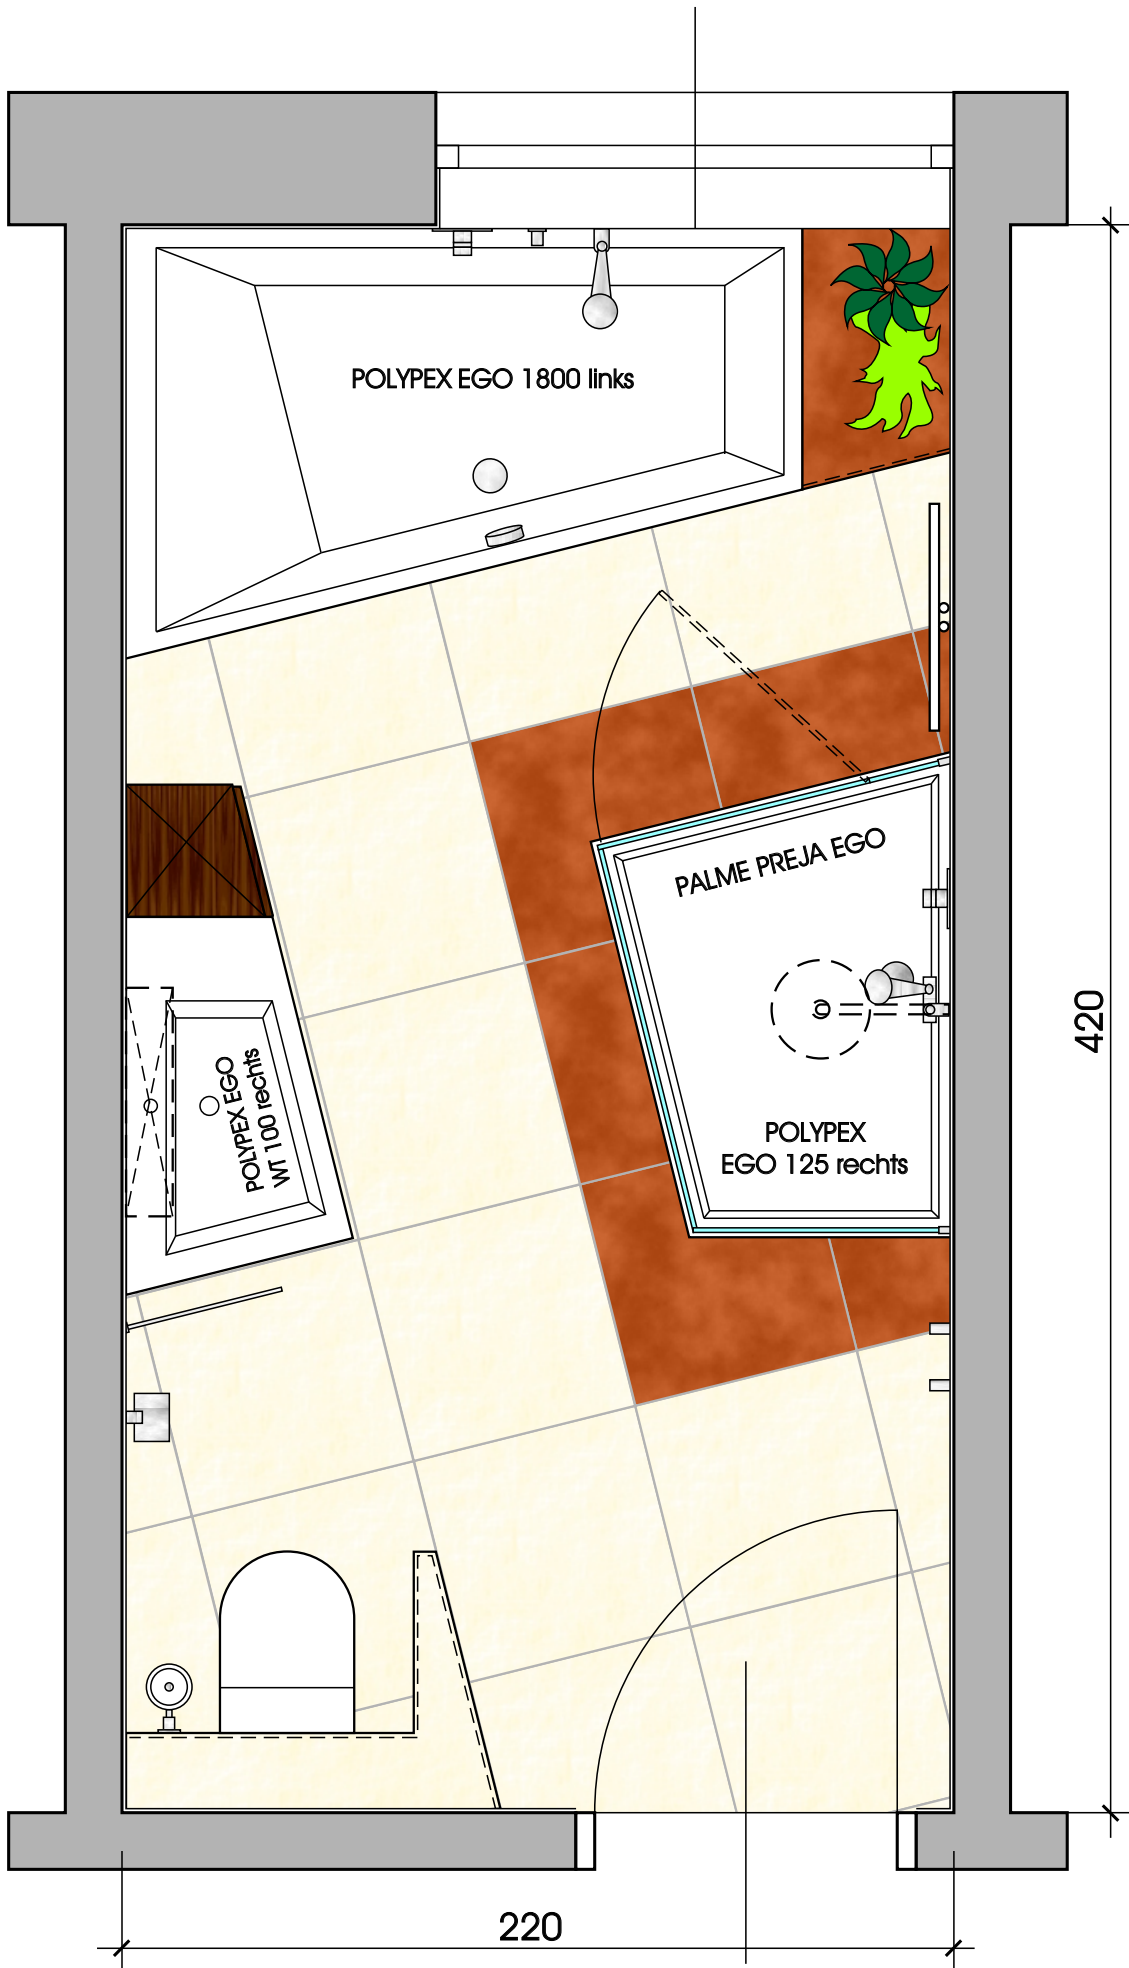 POLYPEX EGO 1800 links
PALME PREJA EGO
POLYPEX EGO
WT 100 rechts
POLYPEX
EGO 125 rechts
420
220